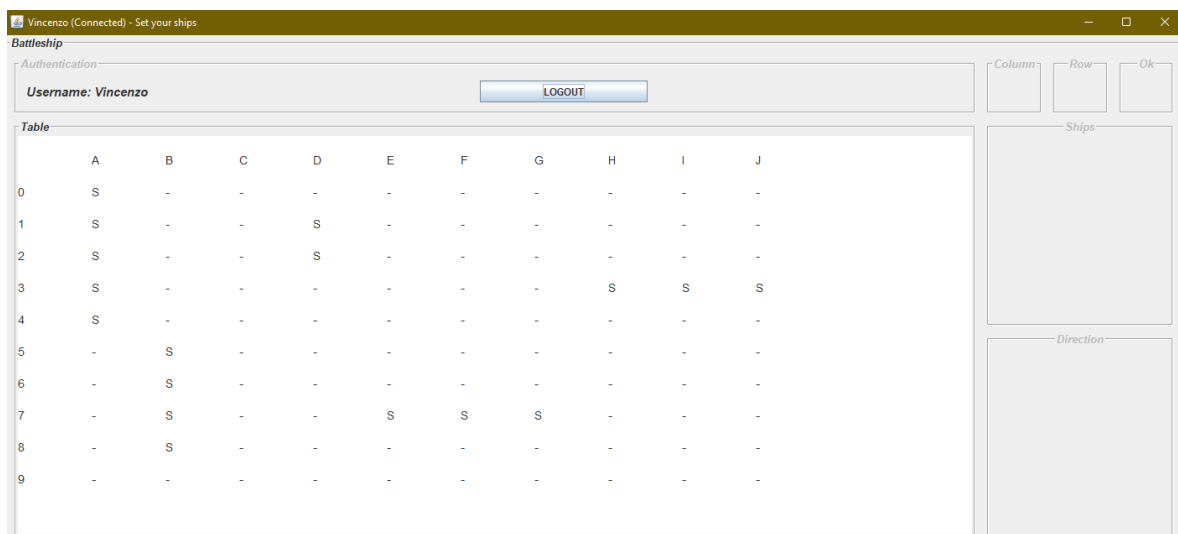 Vincenzo (Connected) - Set your ships
Battleship
Authentication Column Row Ok
Username: Vincenzo LOGOUT
Table Ships
A B C D E F G H I J
0 S - - - - - - - - -
1 S - - S - - - - - -
2 S - - S - - - - - -
3 S - - - - - - S S S
4 S - - - - - - - - -
Direction
5 - B S - - - - - - - -
6 - S - - - - - - - -
7 - S - - S S S - - -
8 - S - - - - - - - -
9 - - - - - - - - - -